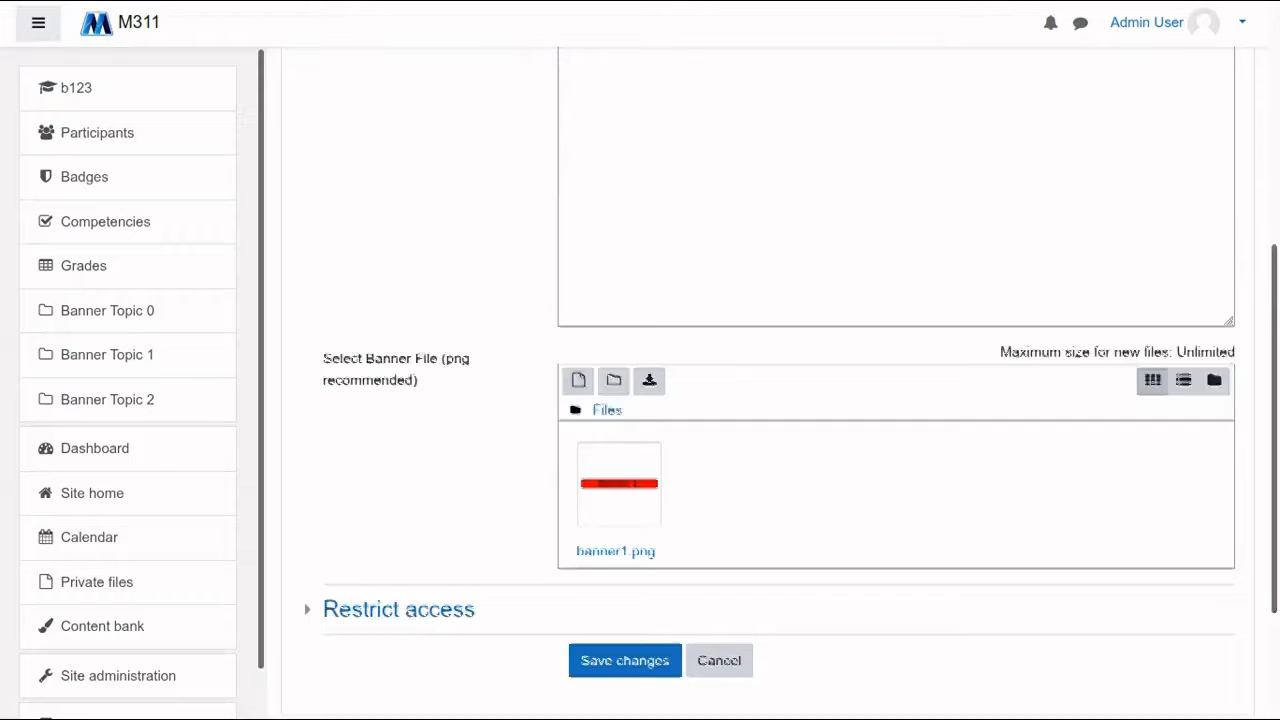 M311
Admin User
b123
Participants
Badges
Competencies
Grades
Banner Topic 0
Banner Topic 1
Banner Topic 2
Dashboard
Site home
Calendar
Private files
Content bank
Site administration
Select Banner File (png
recommended)
Maximum size for new files: Unlimited
Files
banner1.png
Restrict access
Save changes
Cancel